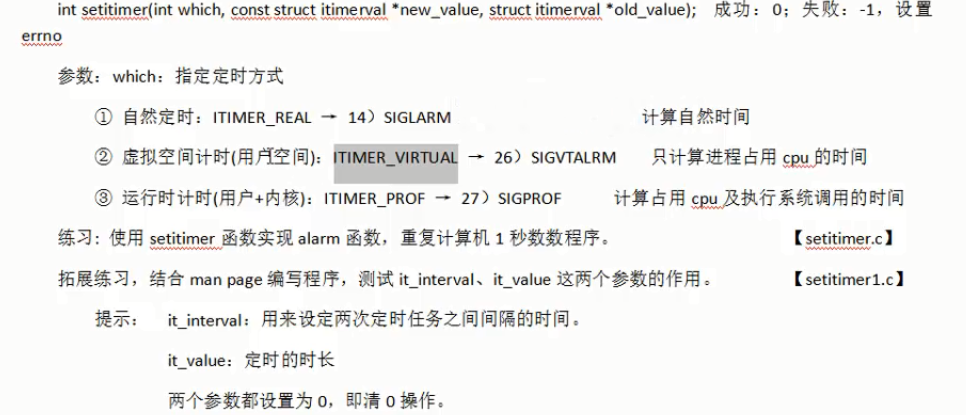 int setitimer(int which, const struct itimerval *new_value, struct itimerval *old_value); 成功：0；失败：-1，设置
errno
参数：which：指定定时方式
① 自然定时：ITIMER_REAL → 14）SIGLARM 计算自然时间
② 虚拟空间计时(用户空间)：ITIMER_VIRTUAL → 26）SIGVTALRM 只计算进程占用 cpu 的时间
③ 运行时计时(用户+内核)：ITIMER_PROF → 27）SIGPROF 计算占用 cpu 及执行系统调用的时间
练习: 使用 setitimer 函数实现 alarm 函数，重复计算机 1 秒数数程序。 【setitimer.c】
拓展练习，结合 man page 编写程序，测试 it_interval、it_value 这两个参数的作用。 【setitimer1.c】
提示： it_interval：用来设定两次定时任务之间间隔的时间。
it_value：定时的时长
两个参数都设置为 0，即清 0 操作。